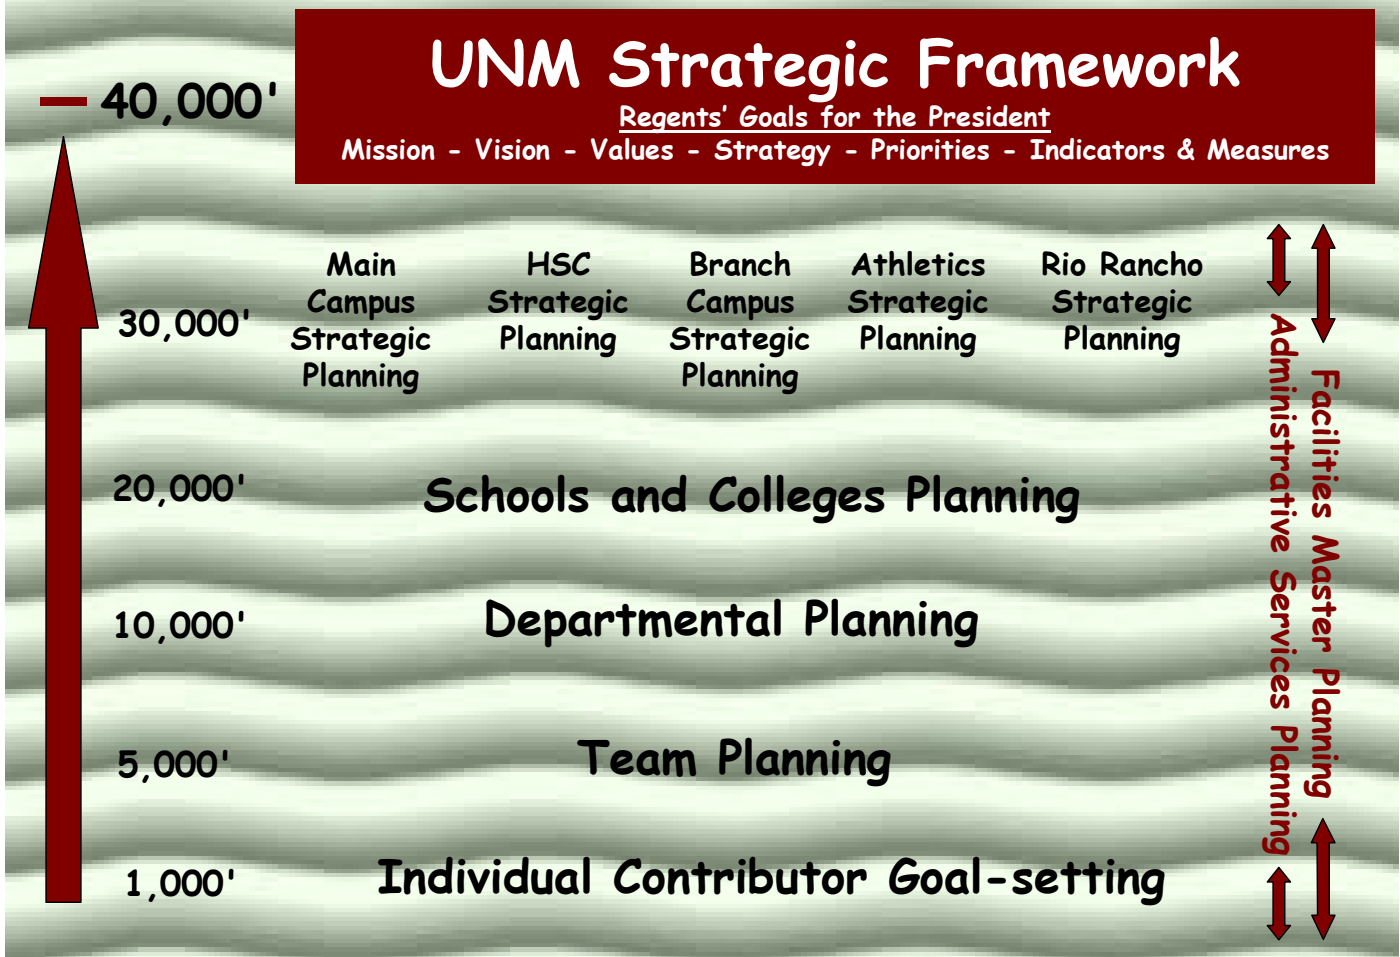 UNM Strategic Framework
Regents’ Goals for the President
Mission - Vision - Values - Strategy - Priorities - Indicators & Measures
40,000'
30,000'
Main
Campus
Strategic
Planning
HSC
Strategic
Planning
Branch
Campus
Strategic
Planning
Athletics
Strategic
Planning
Rio Rancho
Strategic
Planning
20,000'
Schools and Colleges Planning
10,000'
Departmental Planning
5,000'
Team Planning
1,000'
Individual Contributor Goal-setting
Administrative Services Planning
Facilities Master Planning